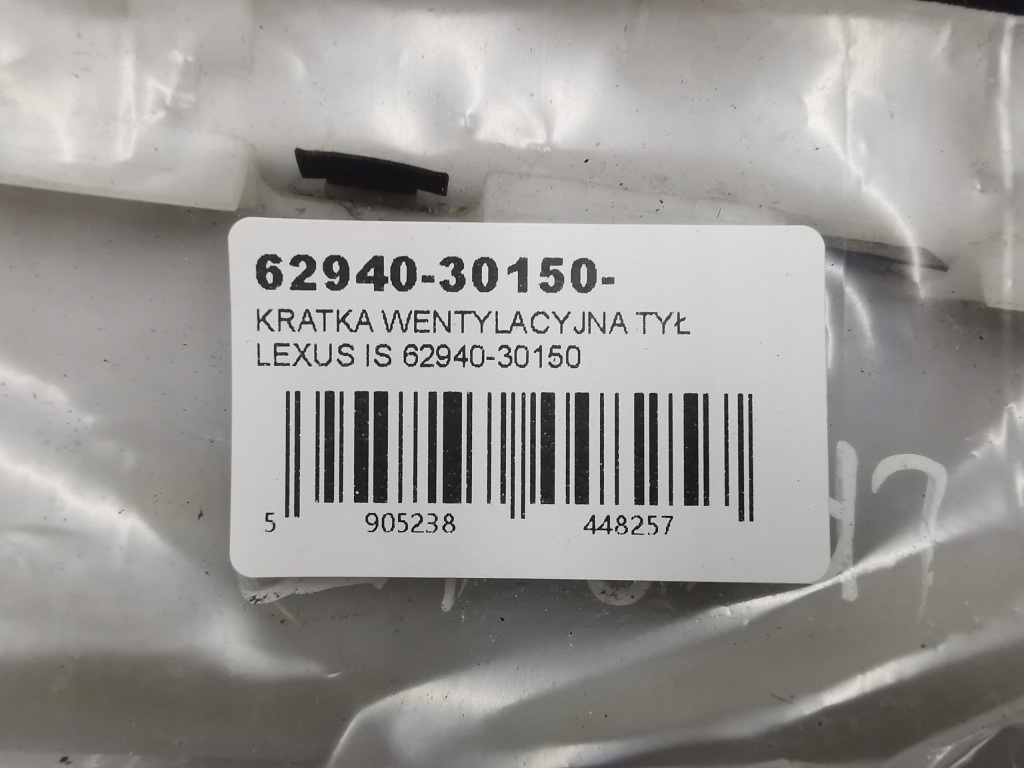 62940-30150-
KRATKA WENTYLACYJNA TYŁ
LEXUS IS 62940-30150
5 905238 448257